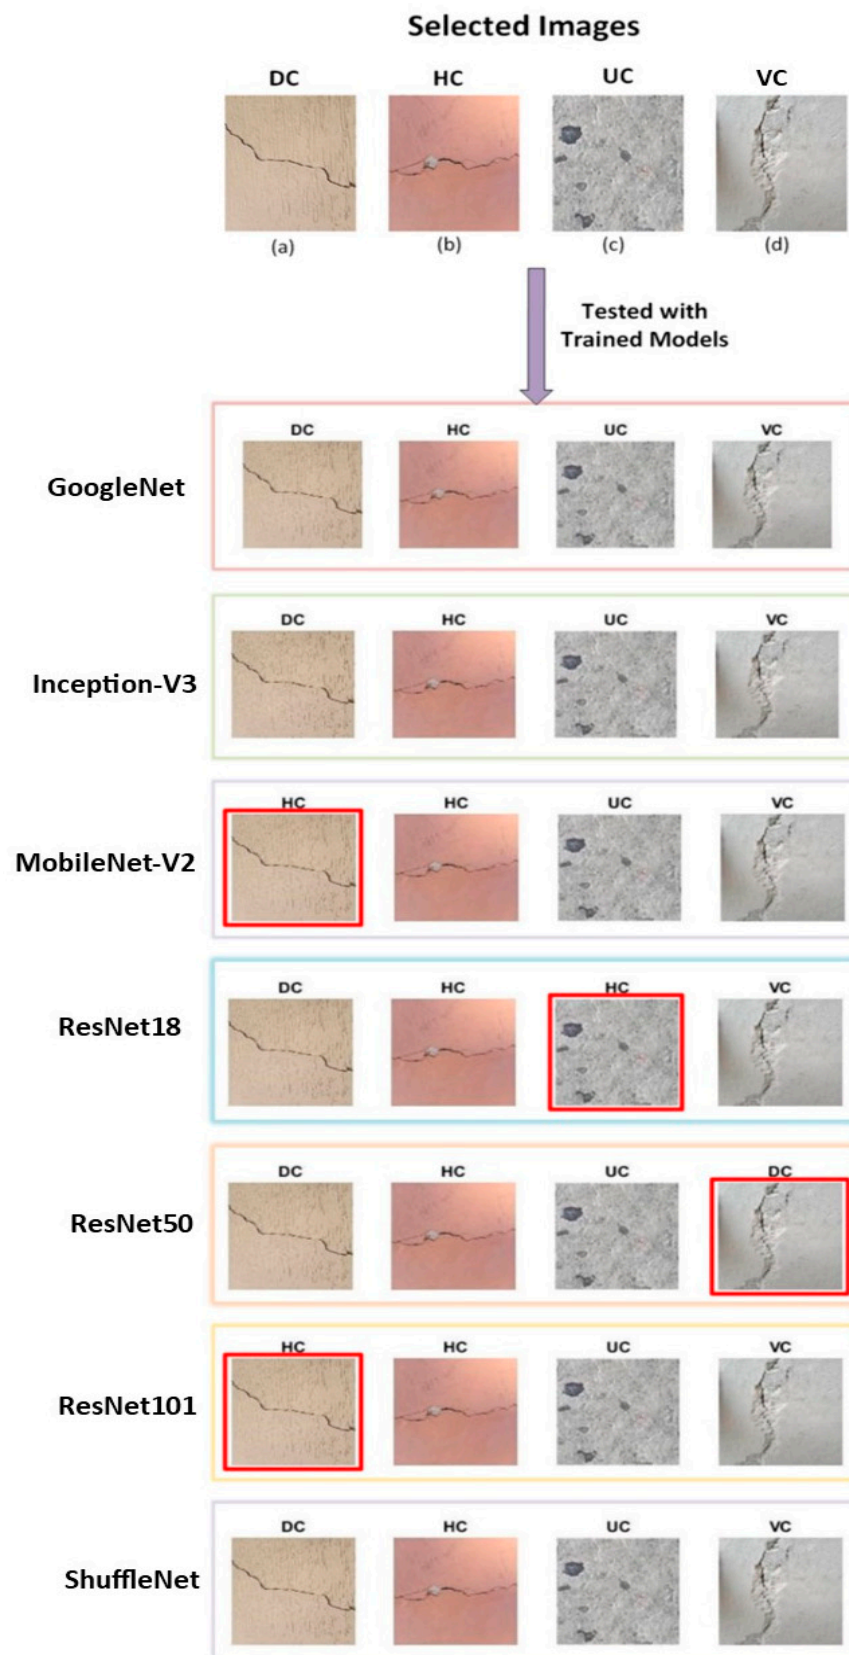 Selected Images
DC HC UC VC
(a) (b) (c) (d)
Tested with
Trained Models
DC HC UC VC
GoogleNet
DC HC UC VC
Inception-V3
HC HC UC VC
MobileNet-V2
DC HC HC VC
ResNet18
DC HC UC DC
ResNet50
HC HC UC VC
ResNet101
DC HC UC VC
ShuffleNet